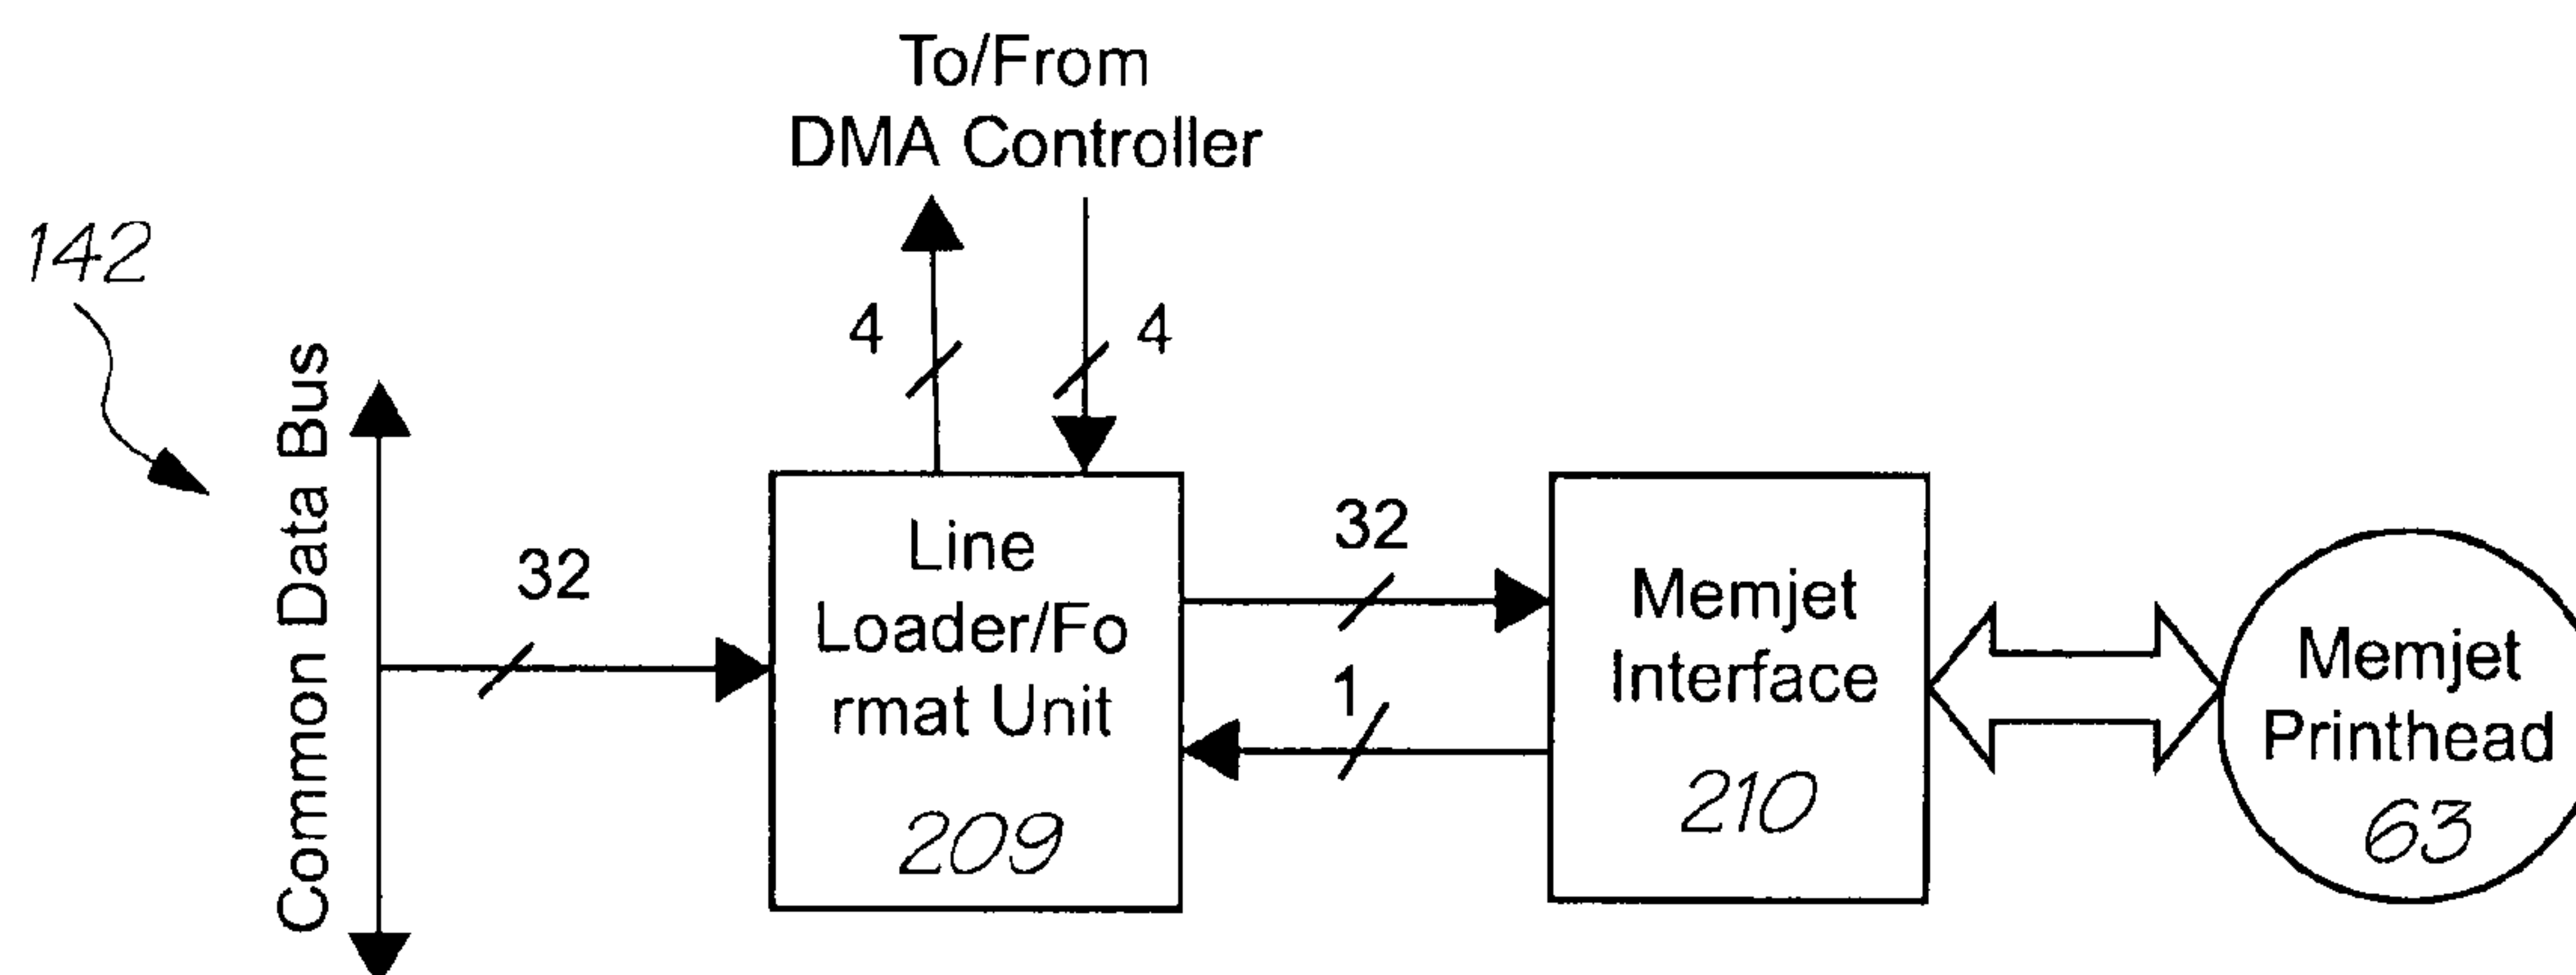 To/From
DMA Controller
142
4
4
Common Data Bus
32
Line
Loader/Fo
rmat Unit
209
32
1
Memjet
Interface
210
Memjet
Printhead
63